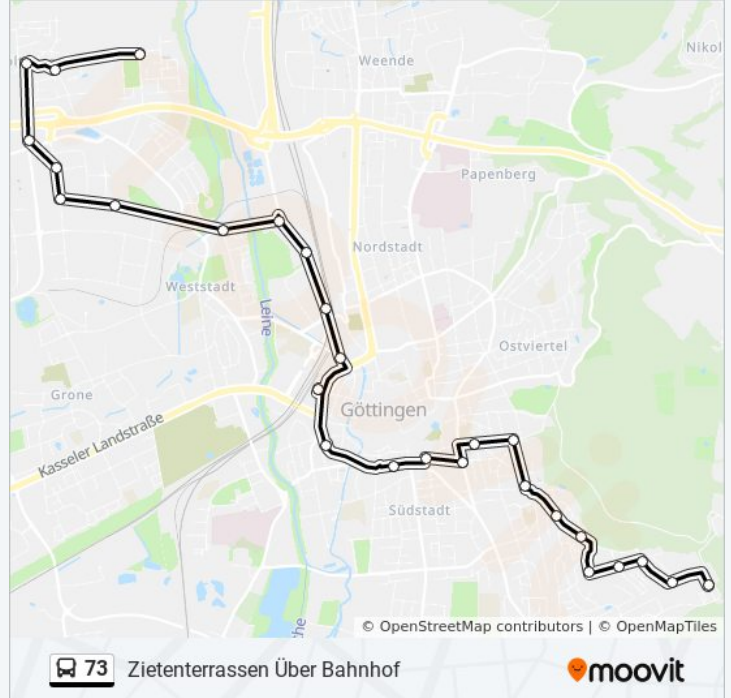 Nikol
Weende
Papenberg
Nordstadt
Weststadt
Leine
Ostviertel
Grone
Göttingen
Kasseler Landstraße
Südstadt
che
© OpenStreetMap contributors | © OpenMapTiles
73 Zietenterrassen Über Bahnhof
moovit